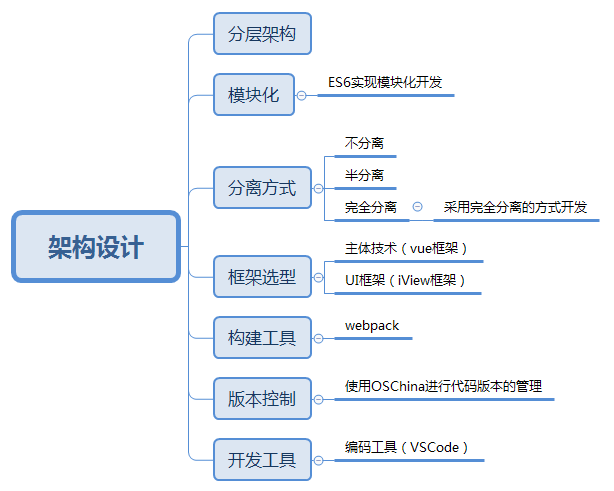 分层架构
模块化
ES6实现模块化开发
不分离
半分离
分离方式
完全分离
采用完全分离的方式开发
架构设计
主体技术（vue框架）
框架选型
UI框架（iView框架）
构建工具
webpack
版本控制
使用OSChina进行代码版本的管理
开发工具
编码工具（VSCode）